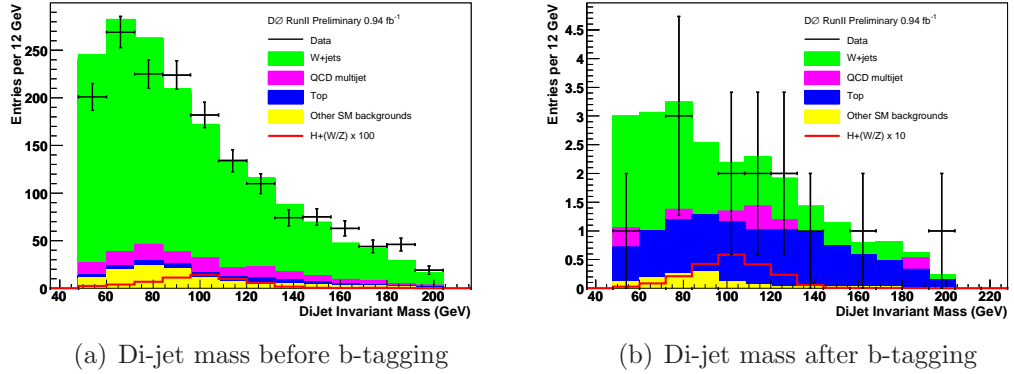 Entries per 12 GeV
250
200
150
100
50
0
DØ RunII Preliminary 0.94 fb-1
Data
W+jets
QCD multijet
Top
Other SM backgrounds
H+(W/Z) x 100
40 60 80 100 120 140 160 180 200
DiJet Invariant Mass (GeV)
(a) Di-jet mass before b-tagging
Entries per 12 GeV
4.5
4
3.5
3
2.5
2
1.5
1
0.5
0
DØ RunII Preliminary 0.94 fb-1
Data
W+jets
QCD multijet
Top
Other SM backgrounds
H+(W/Z) x 10
40 60 80 100 120 140 160 180 200 220
DiJet Invariant Mass (GeV)
(b) Di-jet mass after b-tagging